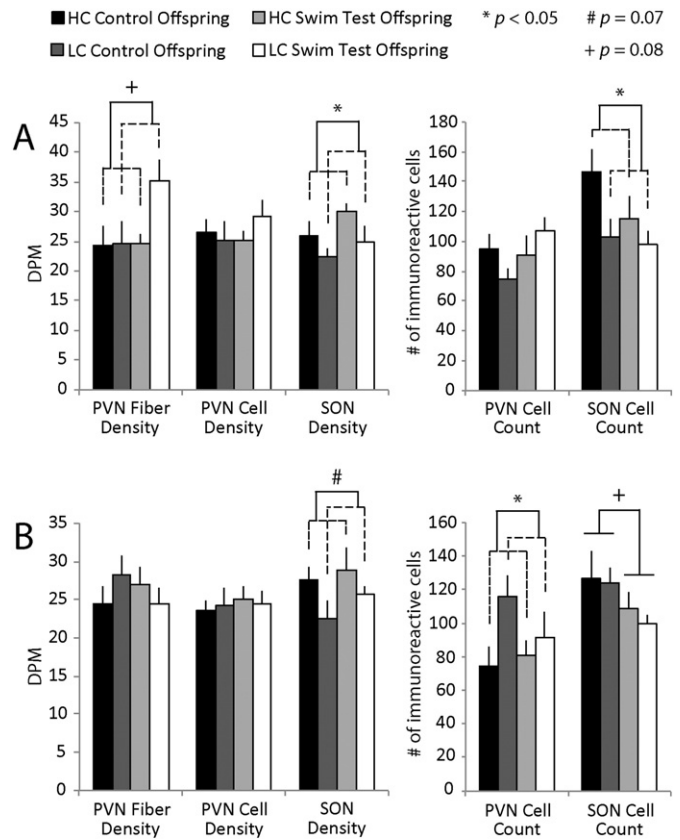 HC Control Offspring HC Swim Test Offspring * p < 0.05 # p = 0.07
LC Control Offspring LC Swim Test Offspring + p = 0.08
A
DPM
45
40
35
30
25
20
15
10
5
0
+
*
PVN Fiber Density
PVN Cell Density
SON Density
# of immunoreactive cells
180
160
140
120
100
80
60
40
20
0
*
PVN Cell Count
SON Cell Count
B
DPM
35
30
25
20
15
10
5
0
#
PVN Fiber Density
PVN Cell Density
SON Density
# of immunoreactive cells
160
140
120
100
80
60
40
20
0
*
+
PVN Cell Count
SON Cell Count